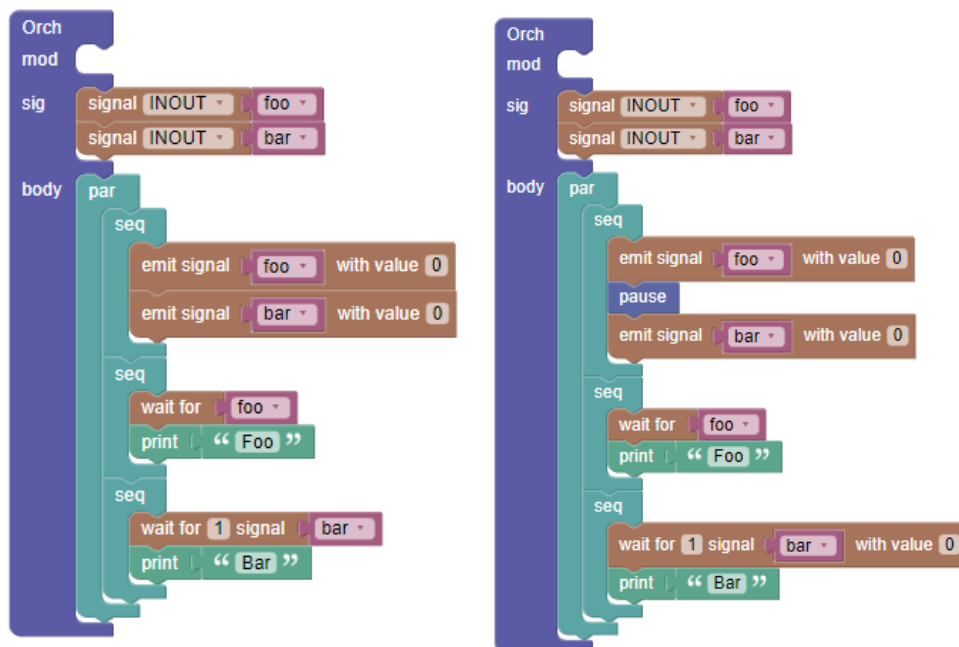 Orch
mod
sig signal INOUT foo
signal INOUT bar
body par
seq
emit signal foo with value 0
emit signal bar with value 0
seq
wait for foo
print “ Foo ”
seq
wait for 1 signal bar
print “ Bar ”
Orch
mod
sig signal INOUT foo
signal INOUT bar
body par
seq
emit signal foo with value 0
pause
emit signal bar with value 0
seq
wait for foo
print “ Foo ”
seq
wait for 1 signal bar with value 0
print “ Bar ”